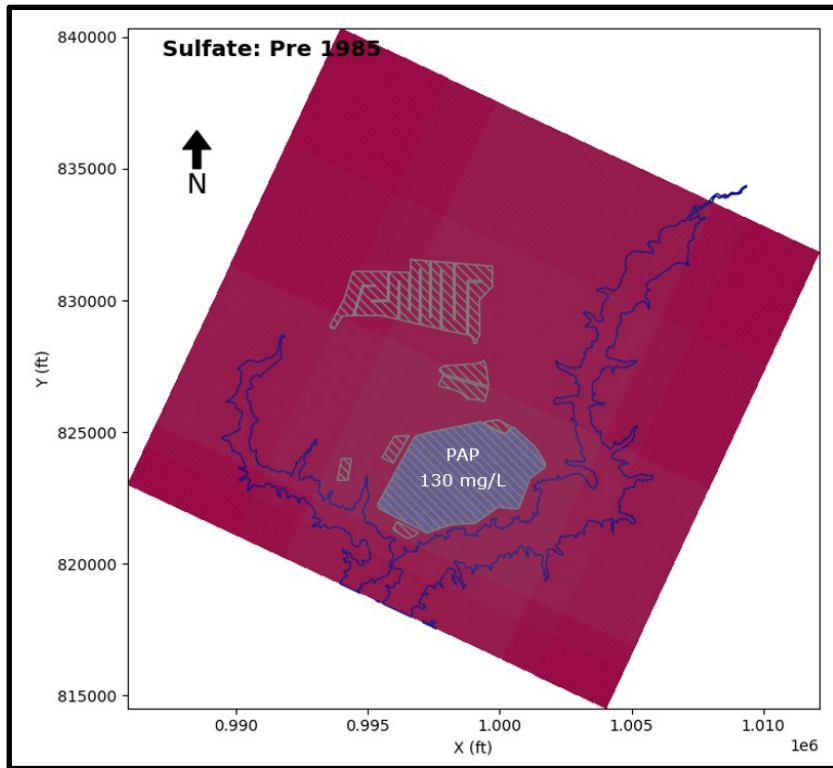 Sulfate: Pre 1985
N
840000
835000
830000
825000
820000
815000
Y (ft)
PAP
130 mg/L
0.990
0.995
1.000
1.005
1.010
1e6
X (ft)